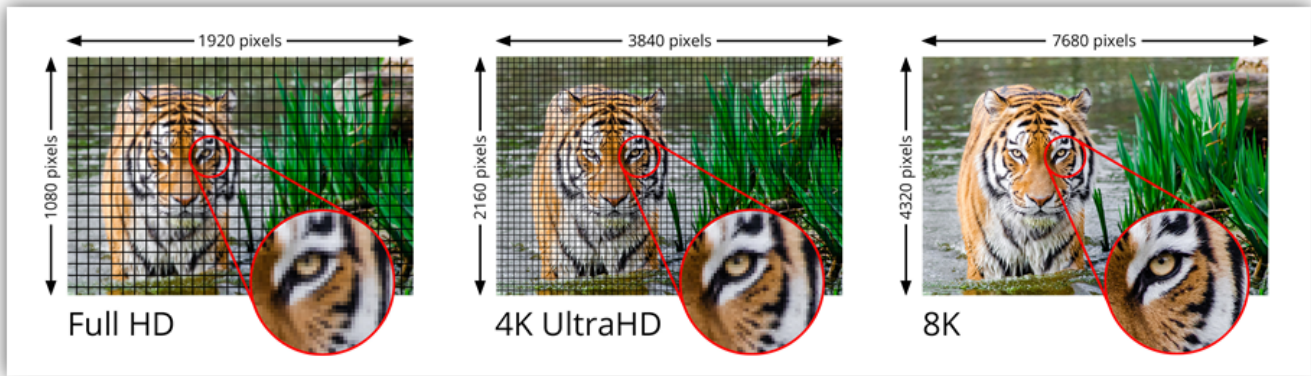 1920 pixels
1080 pixels
Full HD
3840 pixels
2160 pixels
4K UltraHD
7680 pixels
4320 pixels
8K